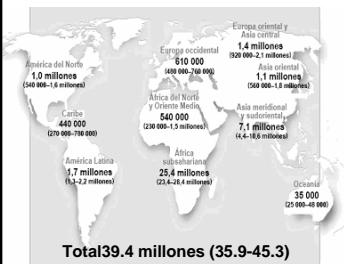 Europa oriental y
Asia central
1,4 millones
(920 000–2,1 millones)
Europa occidental
610 000
(480 000–760 000)
América del Norte
1,0 millones
(540 000–1,6 millones)
Asia oriental
1,1 millones
(560 000–1,8 millones)
África del Norte
y Oriente Medio
540 000
(230 000–1,5 millones)
Caribe
440 000
(270 000–780 000)
Asia meridional
y sudoriental
7,1 millones
(4,4–10,6 millones)
África
subsahariana
25,4 millones
(23,4–28,4 millones)
América Latina
1,7 millones
(1,3–2,2 millones)
Oceanía
35 000
(25 000–48 000)
Total39.4 millones (35.9-45.3)